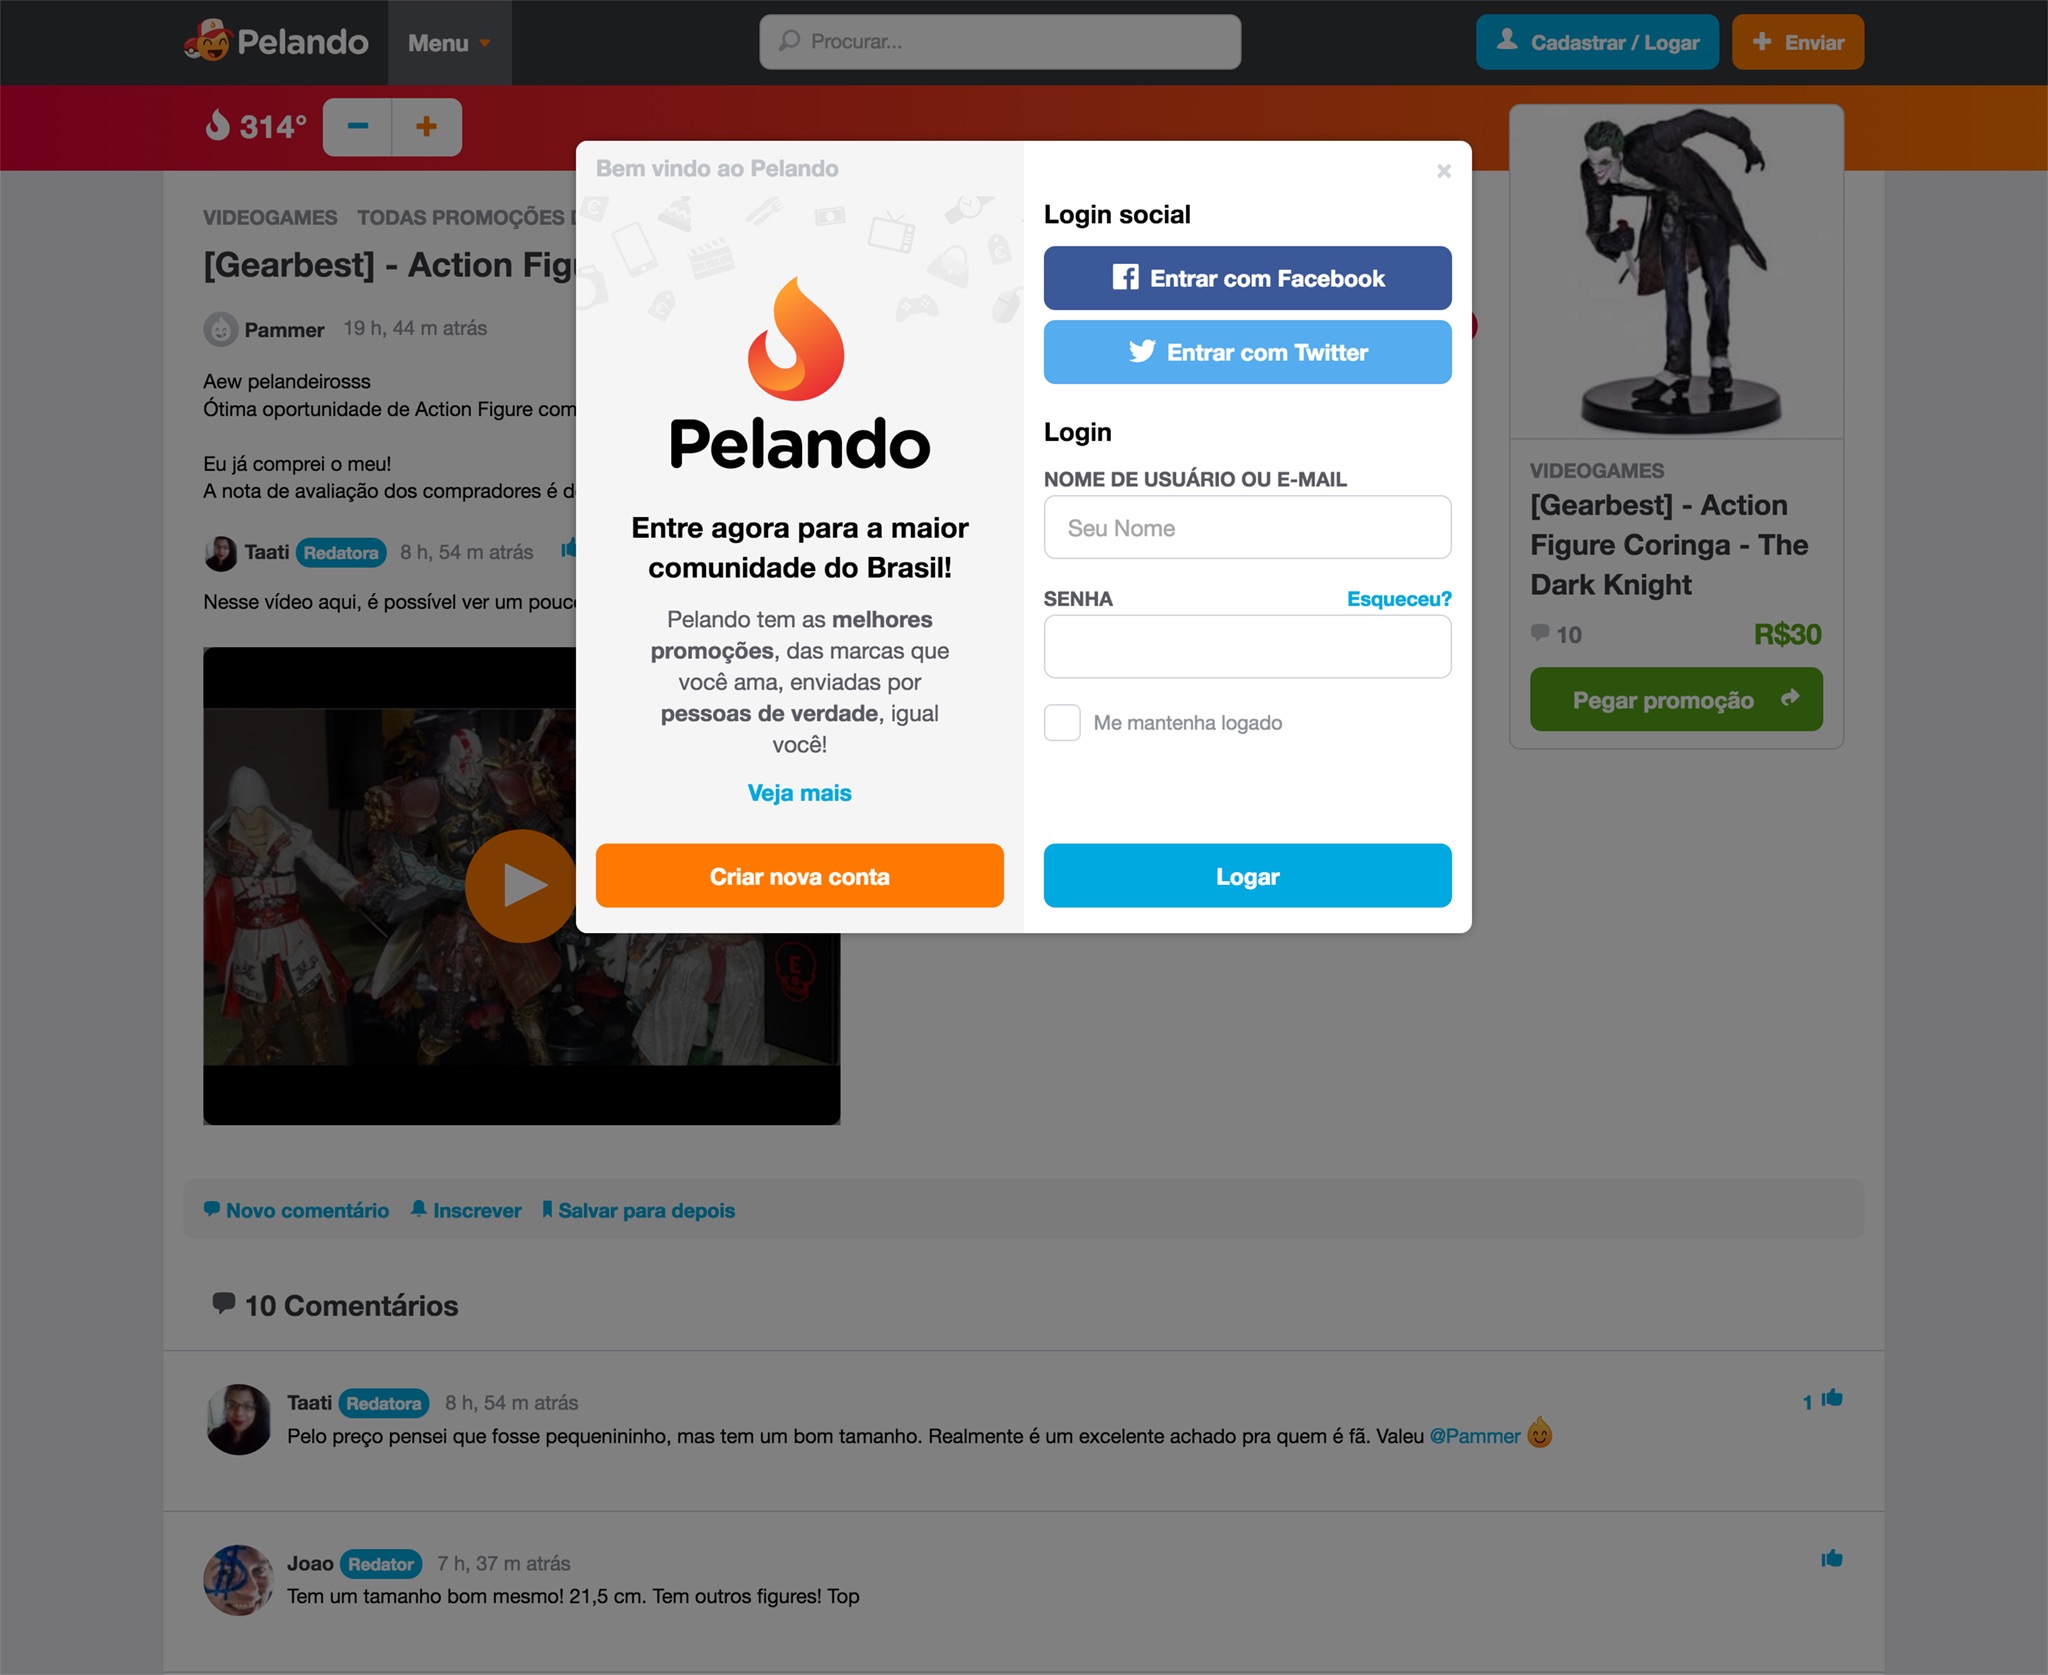 Pelando
Menu
Procurar...
Cadastrar / Logar
Enviar
314°
VIDEOGAMES TODAS PROMOÇÕES
[Gearbest] - Action
Pammer 19 h, 44 m atrás
Aew pelandeirosss
Ótima oportunidade de Action Figure com
Eu já comprei o meu!
A nota de avaliação dos compradores é
Taati Redatora 8 h, 54 m atrás
Nesse vídeo aqui, é possível ver um
Bem vindo ao Pelando
Pelando
Entre agora para a maior
comunidade do Brasil!
Pelando tem as melhores
promoções, das marcas que
você ama, enviadas por
pessoas de verdade, igual
você!
Veja mais
Criar nova conta
Login social
Entrar com Facebook
Entrar com Twitter
Login
NOME DE USUÁRIO OU E-MAIL
Seu Nome
SENHA Esqueceu?
Me mantenha logado
Logar
VIDEOGAMES
[Gearbest] - Action
Figure Coringa - The
Dark Knight
10 R$30
Pegar promoção
Novo comentário Inscrever Salvar para depois
10 Comentários
Taati Redatora 8 h, 54 m atrás 1
Pelo preço pensei que fosse pequenininho, mas tem um bom tamanho. Realmente é um excelente achado pra quem é fã. Valeu @Pammer
Joao Redator 7 h, 37 m atrás
Tem um tamanho bom mesmo! 21,5 cm. Tem outros figures! Top